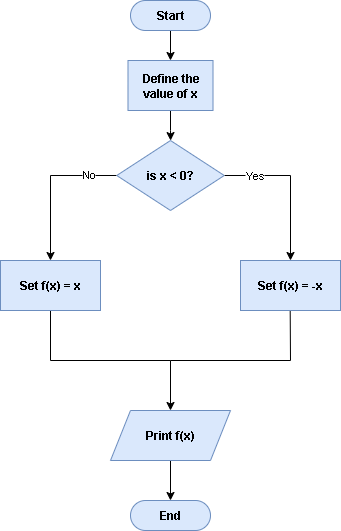 Start
Define the
value of x
is x < 0?
No
Yes
Set f(x) = x
Set f(x) = -x
Print f(x)
End